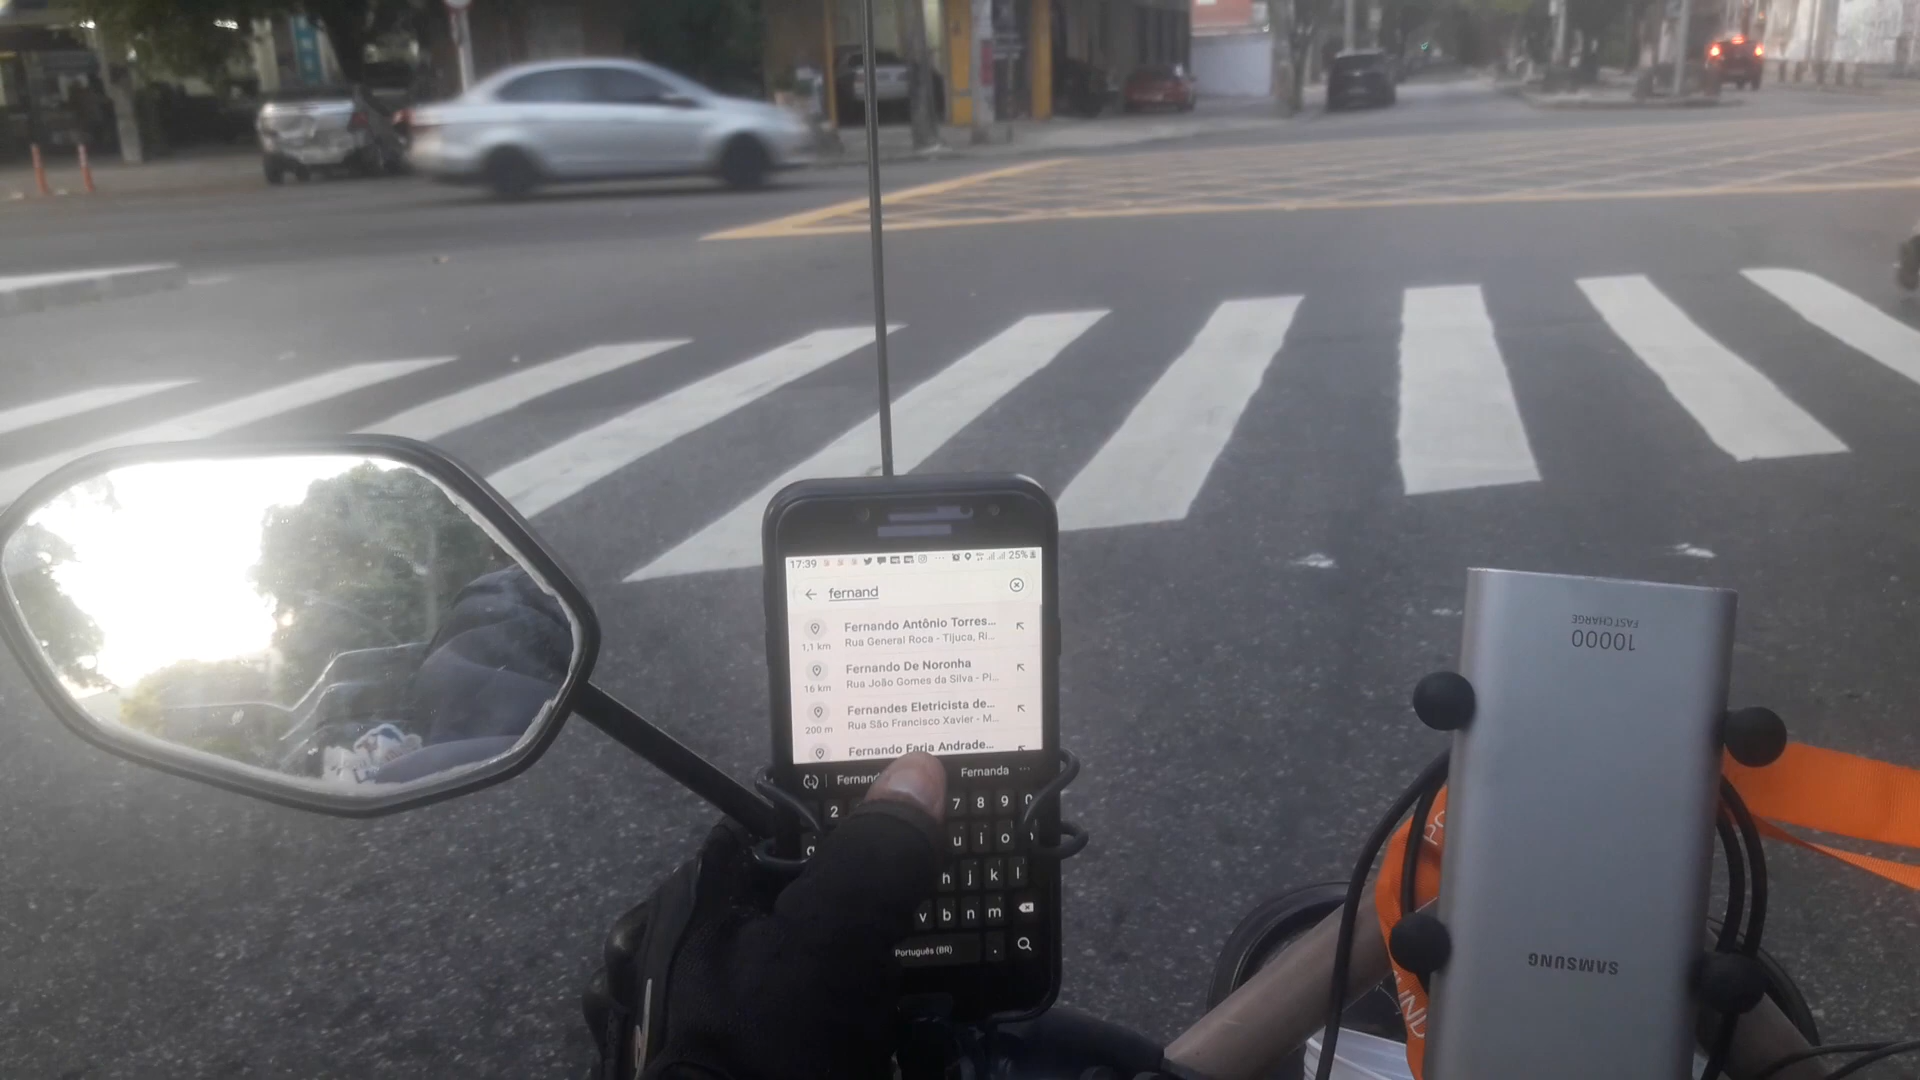 17:39
25%
fernand
Fernando Antônio Torres...
Rua General Roca - Tijuca, Ri...
1,1 km
Fernando De Noronha
Rua João Gomes da Silva - Pi...
16 km
Fernandes Eletricista de...
Rua São Francisco Xavier - M...
200 m
Fernando Faria Andrade...
Fernand
Fernanda ...
2 7 8 9 0
u i o
h j k l
v b n m
Português (BR) .
FAST CHARGE
10000
SAMSUNG